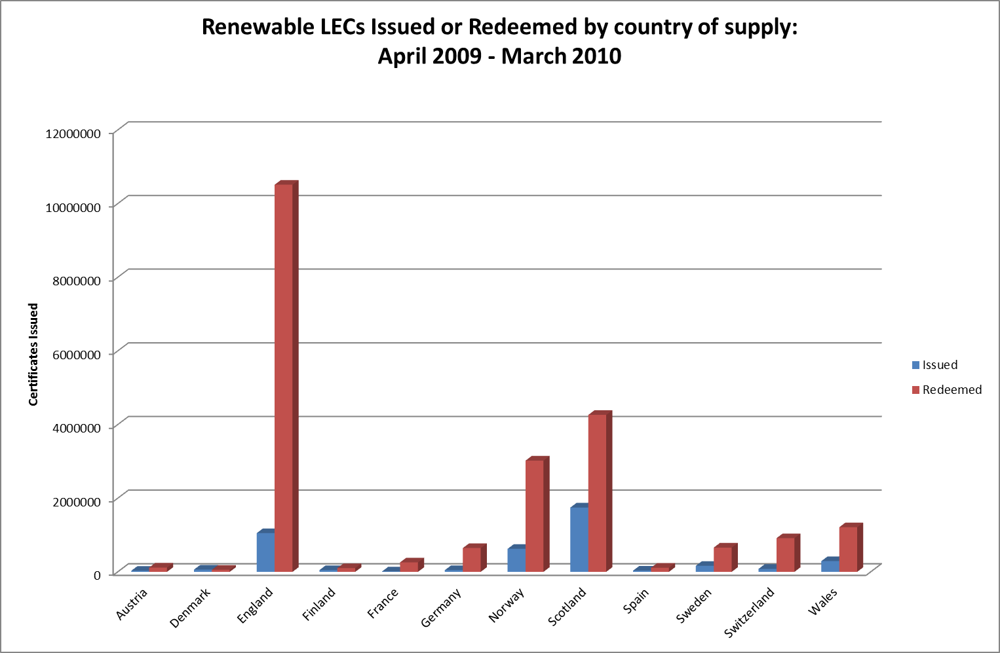 Renewable LECs Issued or Redeemed by country of supply:
April 2009 - March 2010
12000000
10000000
8000000
6000000
4000000
2000000
0
Certificates Issued
Issued
Redeemed
Austria
Denmark
England
Finland
France
Germany
Norway
Scotland
Spain
Sweden
Switzerland
Wales